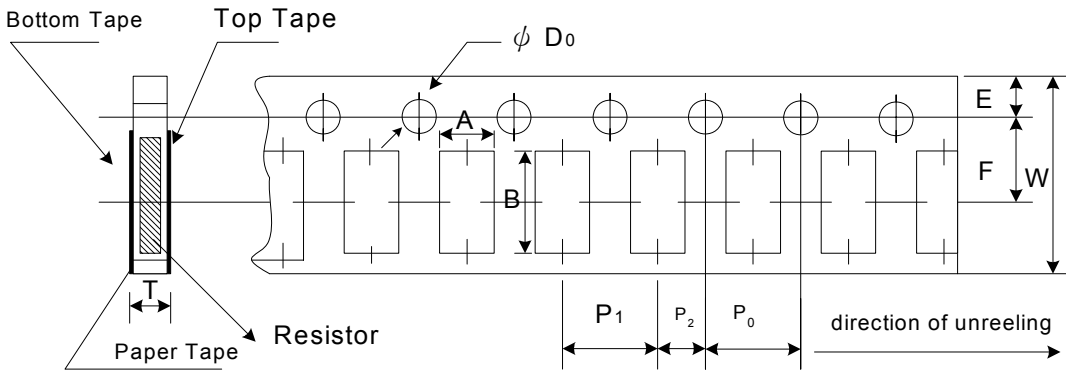 Bottom Tape
Top Tape
ψ D0
E
A
F
W
B
T
P1
P2
P0
direction of unreeling
Resistor
Paper Tape